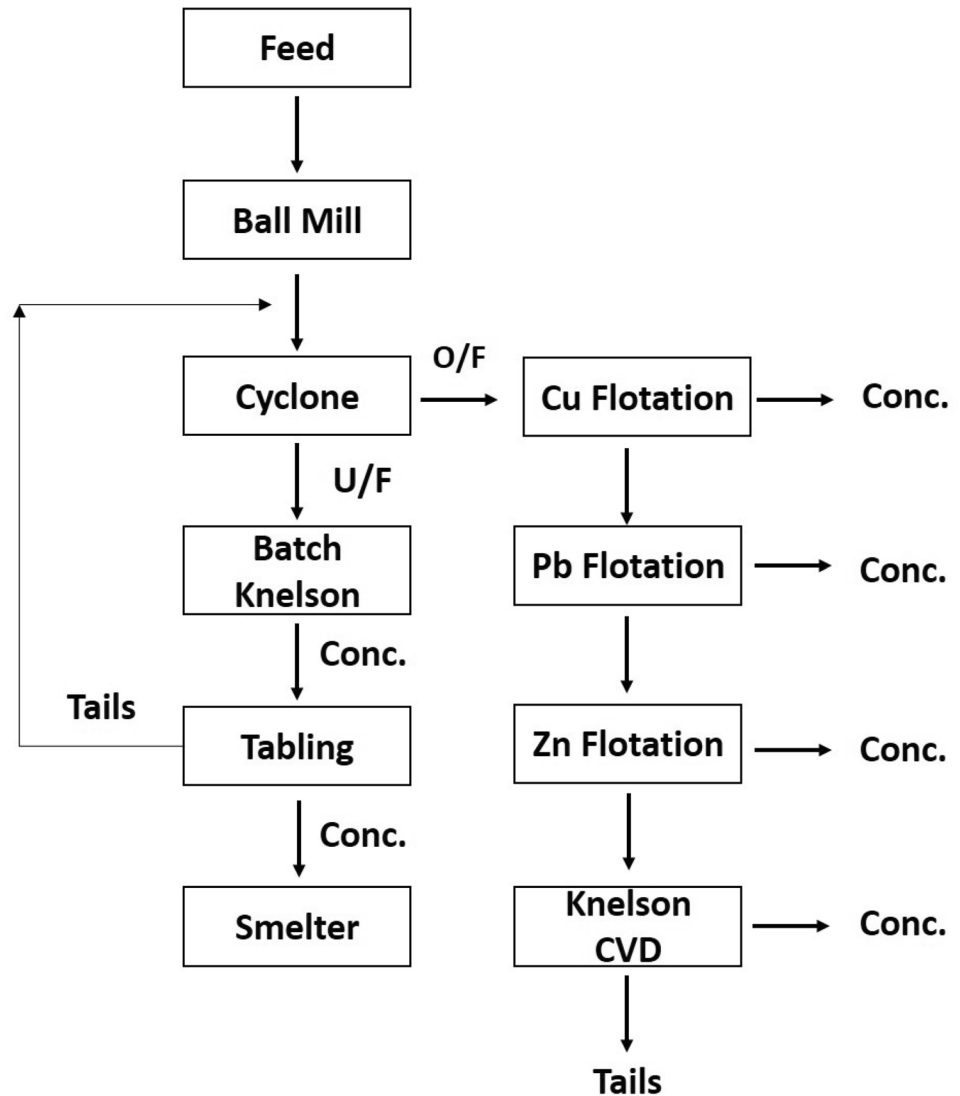 Feed
Ball Mill
Cyclone
O/F
Cu Flotation
Conc.
U/F
Batch
Knelson
Pb Flotation
Conc.
Conc.
Tails
Tabling
Zn Flotation
Conc.
Conc.
Smelter
Knelson
CVD
Conc.
Tails